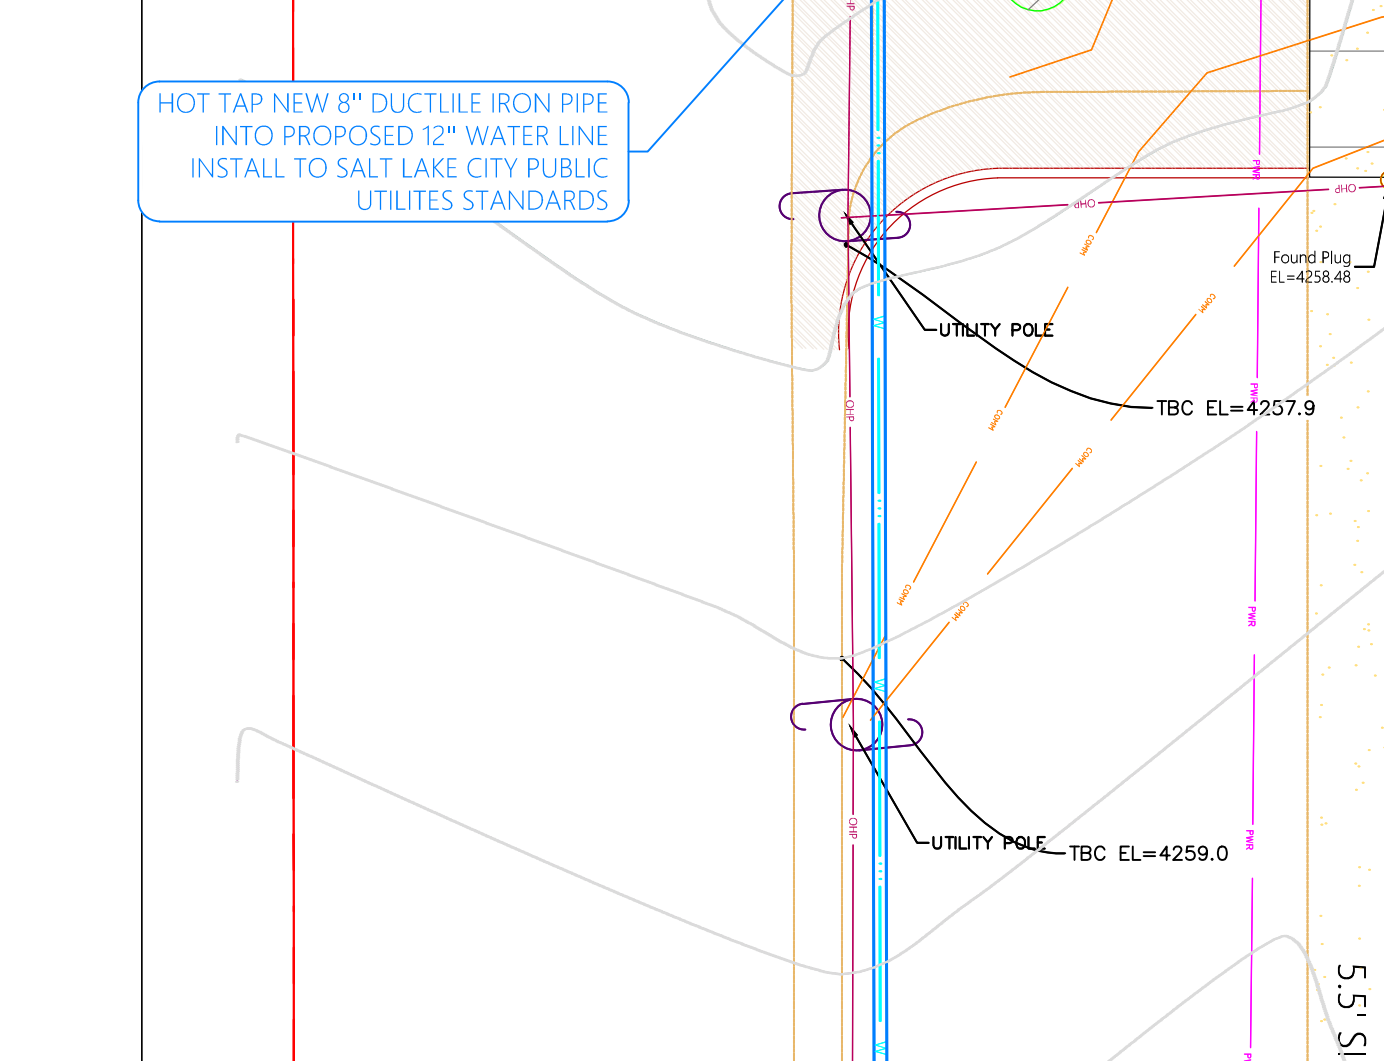 HOT TAP NEW 8" DUCTLILE IRON PIPE
INTO PROPOSED 12" WATER LINE
INSTALL TO SALT LAKE CITY PUBLIC
UTILITES STANDARDS
PWR
OHP
OHP
COMM
Found Plug
EL=4258.48
COMM
W
UTILITY POLE
PWR
TBC EL=4257.9
OHP
COMM
COMM
COMM
COMM
PWR
W
OHP
PWR
UTILITY POLE
TBC EL=4259.0
5.5'
W